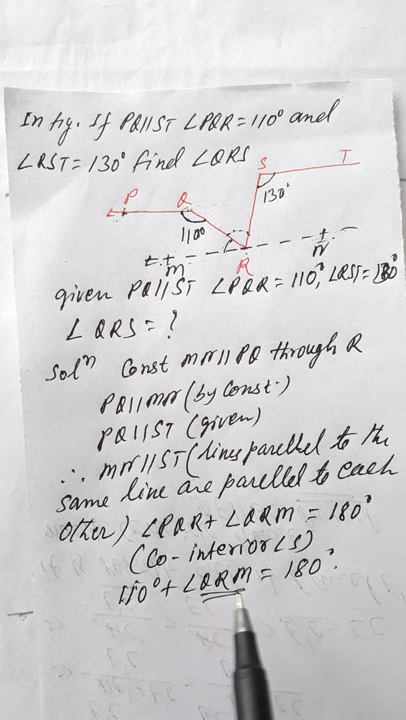 In fig. If PQ||ST ∠PQR=110° and
∠RST=130° find ∠QRS
S T
P Q 130°
110°
M R N
given PQ||ST ∠PQR=110°, ∠RST=130
∠QRS=?
Solⁿ Const MN||PQ through R
PQ||MN (by Const.)
PQ||ST (given)
∴ MN||ST (lines parellel to the
same line are parellel to each
other) ∠PQR+∠QRM=180°
(Co-interior ∠s)
110°+∠QRM=180°